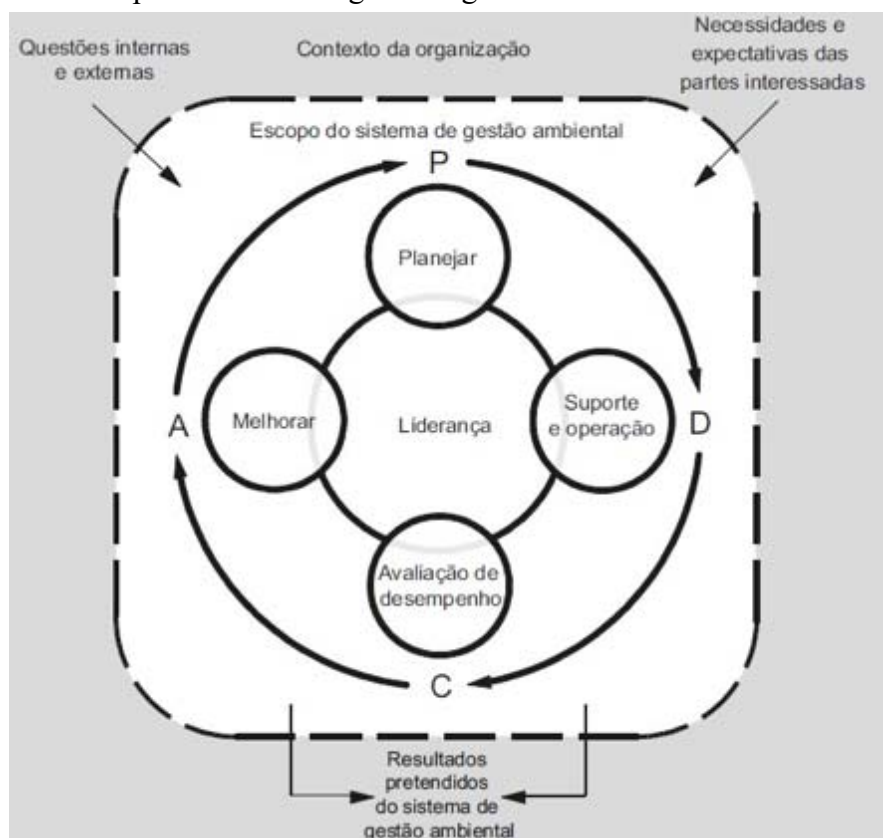 Questões internas
e externas
Contexto da organização
Necessidades e
expectativas das
partes interessadas
Escopo do sistema de gestão ambiental
P
Planejar
A
Melhorar
Liderança
Suporte
e operação
D
Avaliação de
desempenho
C
Resultados
pretendidos
do sistema de
gestão ambiental